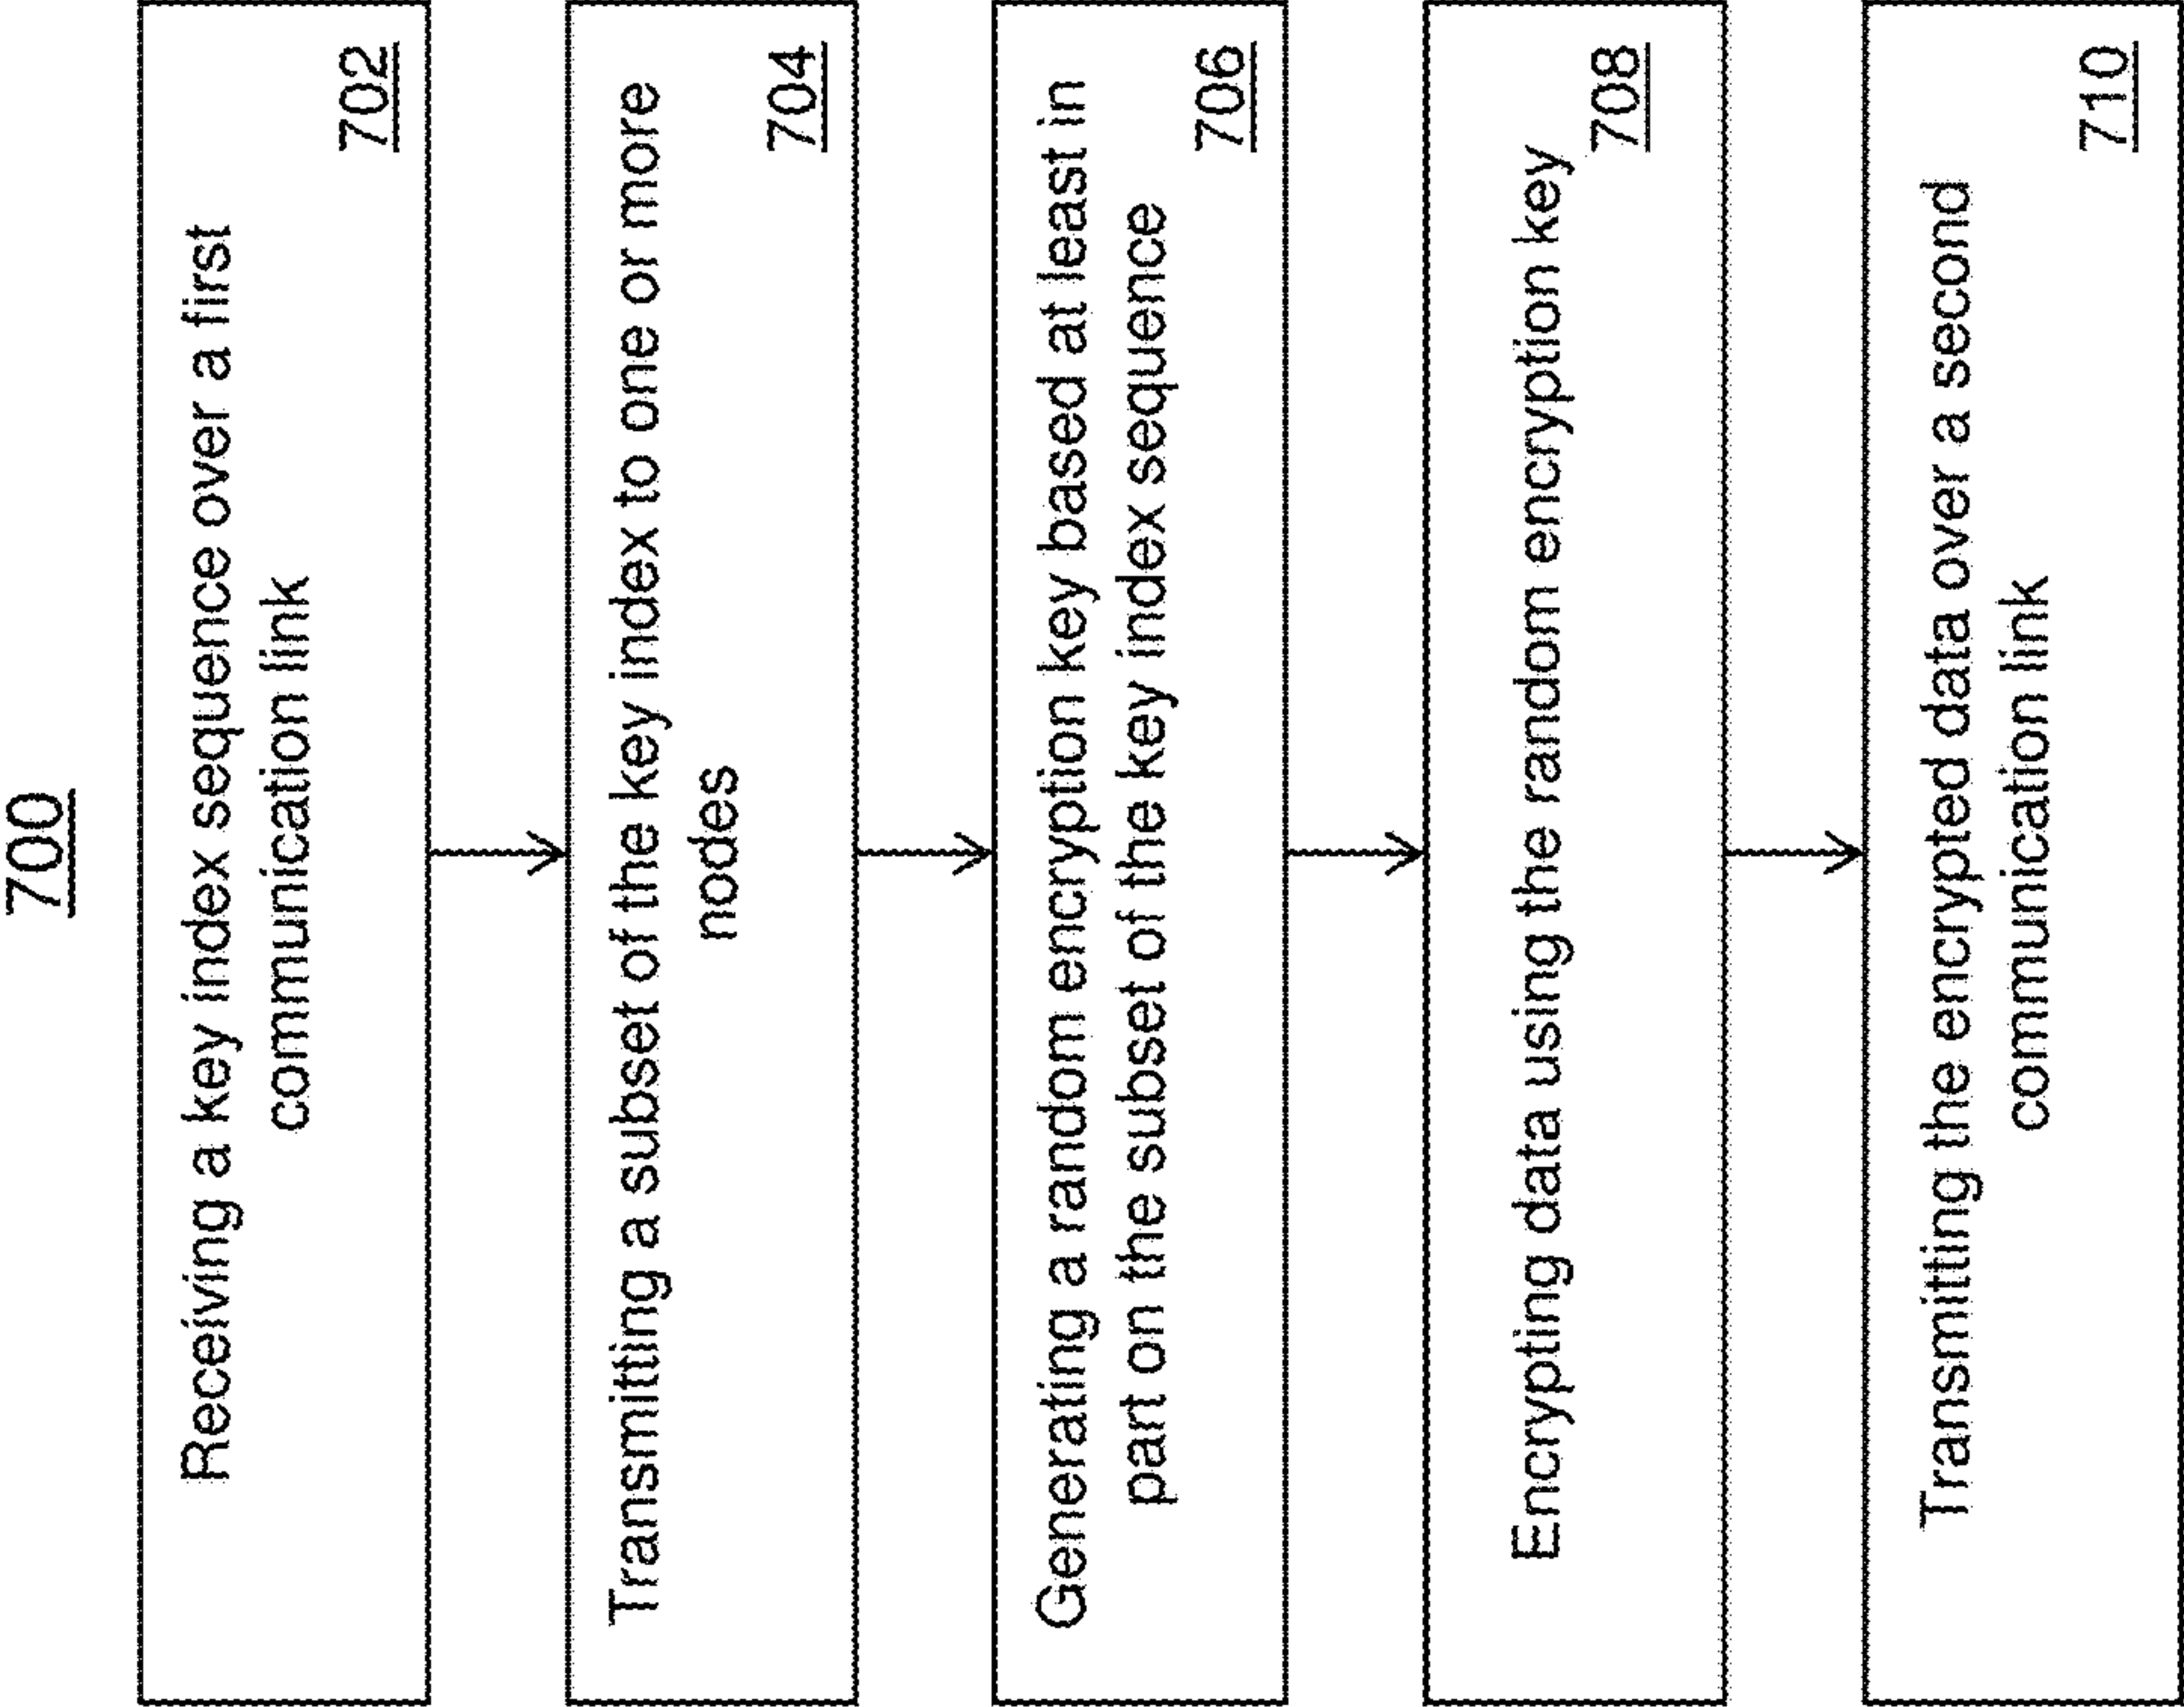 700
Receiving a key index sequence over a first
communication link
702
Transmitting a subset of the key index to one or more
nodes
704
Generating a random encryption key based at least in
part on the subset of the key index sequence
706
Encrypting data using the random encryption key
708
Transmitting the encrypted data over a second
communication link
710